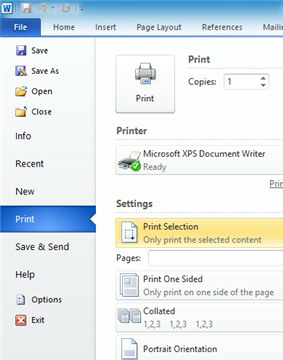 File Home Insert Page Layout References
Save
Save As
Open
Close
Info
Recent
New
Print
Save & Send
Help
Options
Exit
Print
Print
Copies: 1
Printer
Microsoft XPS Document Writer
Ready
Settings
Print Selection
Only print the selected content
Pages:
Print One Sided
Only print on one side of the page
Collated
1,2,3 1,2,3 1,2,3
Portrait Orientation